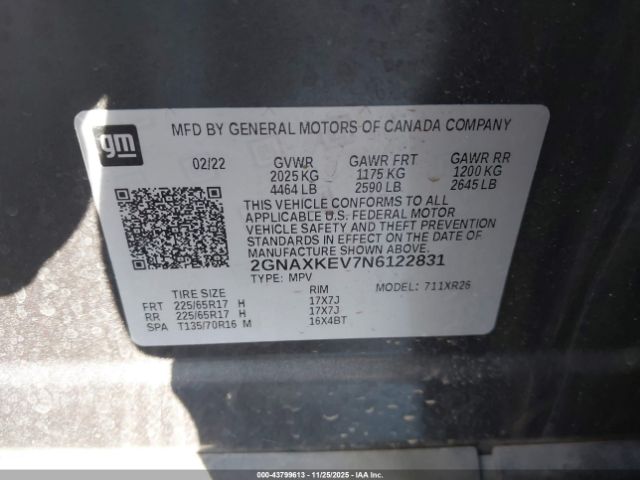 gm
MFD BY GENERAL MOTORS OF CANADA COMPANY
02/22 GVWR GAWR FRT GAWR RR
2025 KG 1175 KG 1200 KG
4464 LB 2590 LB 2645 LB
THIS VEHICLE CONFORMS TO ALL
APPLICABLE U.S. FEDERAL MOTOR
VEHICLE SAFETY AND THEFT PREVENTION
STANDARDS IN EFFECT ON THE DATE OF
MANUFACTURE SHOWN ABOVE.
2GNAXKEV7N6122831
TYPE: MPV MODEL: 711XR26
TIRE SIZE RIM
FRT 225/65R17 H 17X7J
RR 225/65R17 H 17X7J
SPA T135/70R16 M 16X4BT
0-43799613 - 11/25/2025 - IAAI.COM